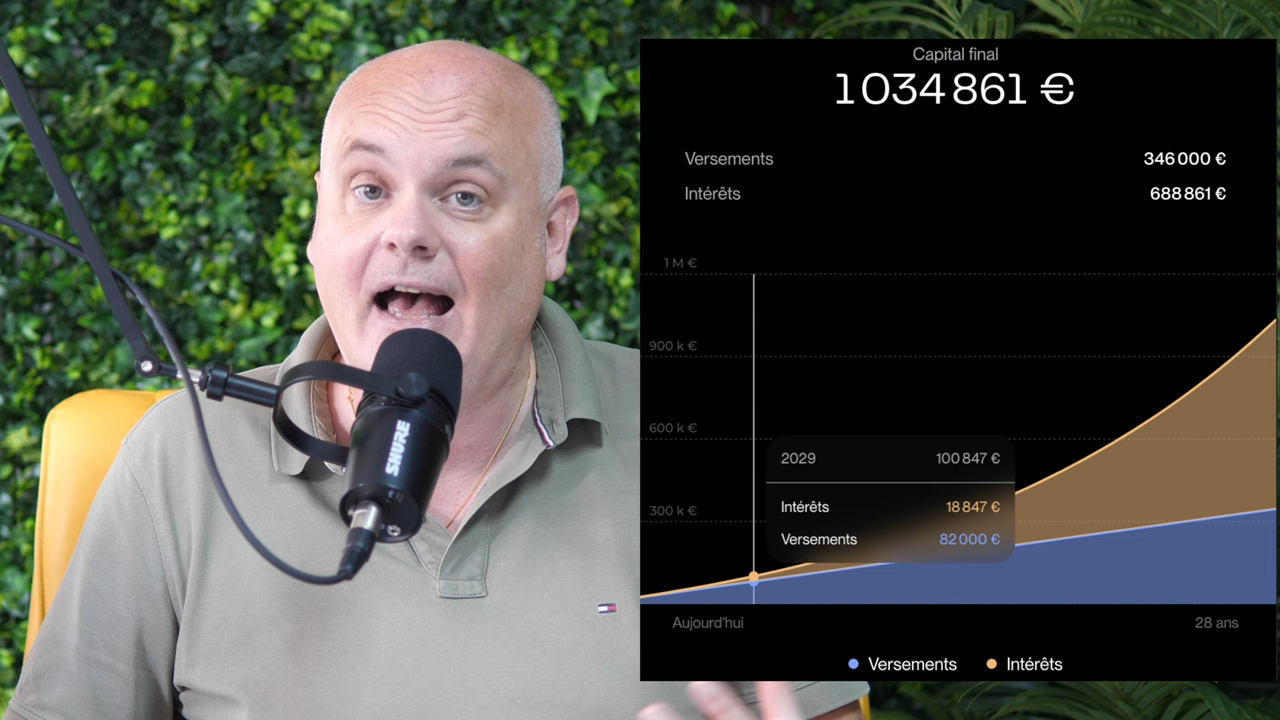 Capital final
1 034 861 €
Versements 346 000 €
Intérêts 688 861 €
1 M €
900 k €
600 k €
300 k €
2029 100 847 €
Intérêts 18 847 €
Versements 82 000 €
Aujourd'hui 28 ans
Versements Intérêts
SHURE